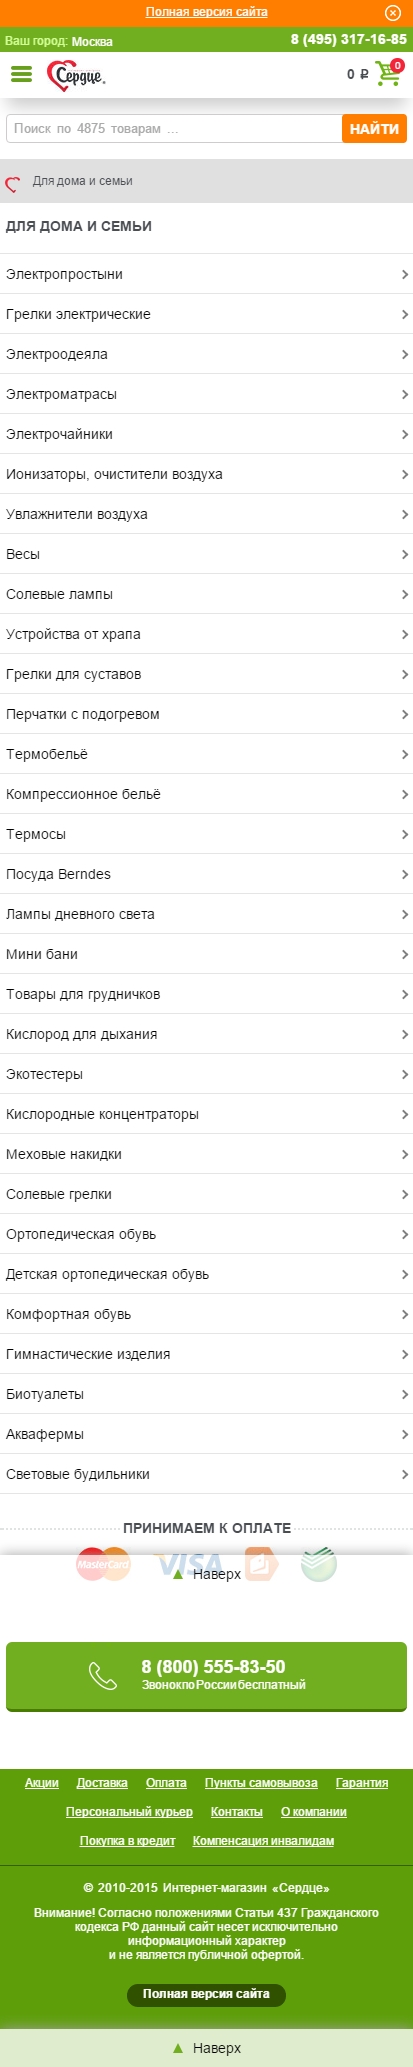 Полная версия сайта
Ваш город: Москва
8 (495) 317-16-85
Сердце
0 ₽
0
Поиск по 4875 товарам ...
НАЙТИ
Для дома и семьи
ДЛЯ ДОМА И СЕМЬИ
Электропростыни
Грелки электрические
Электроодеяла
Электроматрасы
Электрочайники
Ионизаторы, очистители воздуха
Увлажнители воздуха
Весы
Солевые лампы
Устройства от храпа
Грелки для суставов
Перчатки с подогревом
Термобельё
Компрессионное бельё
Термосы
Посуда Berndes
Лампы дневного света
Мини бани
Товары для грудничков
Кислород для дыхания
Экотестеры
Кислородные концентраторы
Меховые накидки
Солевые грелки
Ортопедическая обувь
Детская ортопедическая обувь
Комфортная обувь
Гимнастические изделия
Биотуалеты
Аквафермы
Световые будильники
ПРИНИМАЕМ К ОПЛАТЕ
MasterCard
VISA
▲ Наверх
8 (800) 555-83-50
Звонок по России бесплатный
Акции Доставка Оплата Пункты самовывоза Гарантия
Персональный курьер Контакты О компании
Покупка в кредит Компенсация инвалидам
© 2010-2015 Интернет-магазин «Сердце»
Внимание! Согласно положениями Статьи 437 Гражданского
кодекса РФ данный сайт несет исключительно
информационный характер
и не является публичной офертой.
Полная версия сайта
▲ Наверх